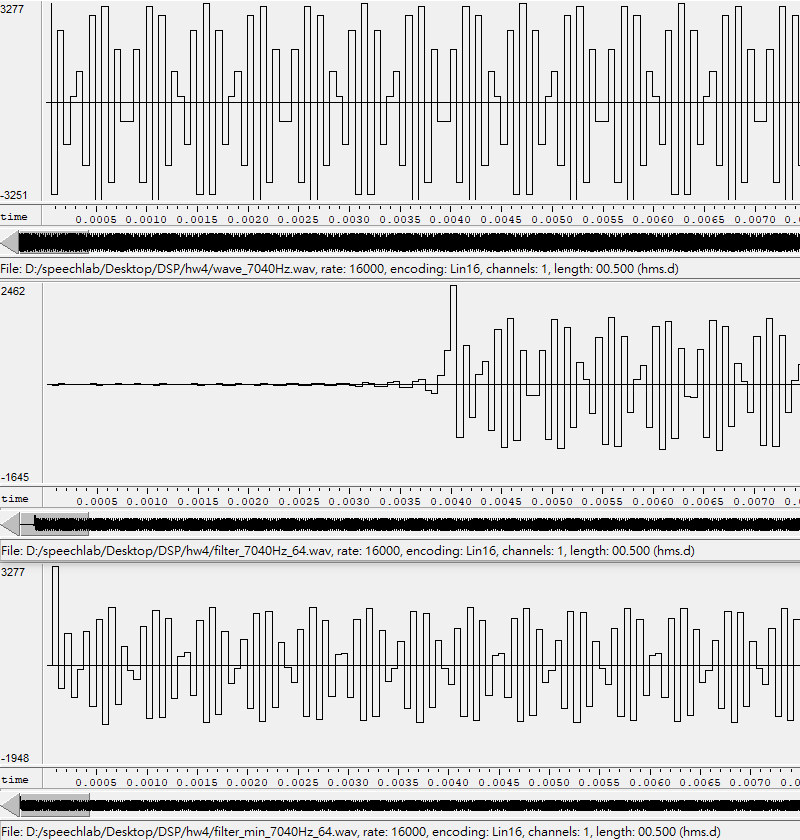 3277
-3251
time 0.0005 0.0010 0.0015 0.0020 0.0025 0.0030 0.0035 0.0040 0.0045 0.0050 0.0055 0.0060 0.0065 0.0070 0.0
File: D:/speechlab/Desktop/DSP/hw4/wave_7040Hz.wav, rate: 16000, encoding: Lin16, channels: 1, length: 00.500 (hms.d)
2462
-1645
time 0.0005 0.0010 0.0015 0.0020 0.0025 0.0030 0.0035 0.0040 0.0045 0.0050 0.0055 0.0060 0.0065 0.0070 0.0
File: D:/speechlab/Desktop/DSP/hw4/filter_7040Hz_64.wav, rate: 16000, encoding: Lin16, channels: 1, length: 00.500 (hms.d)
3277
-1948
time 0.0005 0.0010 0.0015 0.0020 0.0025 0.0030 0.0035 0.0040 0.0045 0.0050 0.0055 0.0060 0.0065 0.0070 0.0
File: D:/speechlab/Desktop/DSP/hw4/filter_min_7040Hz_64.wav, rate: 16000, encoding: Lin16, channels: 1, length: 00.500 (hms.d)